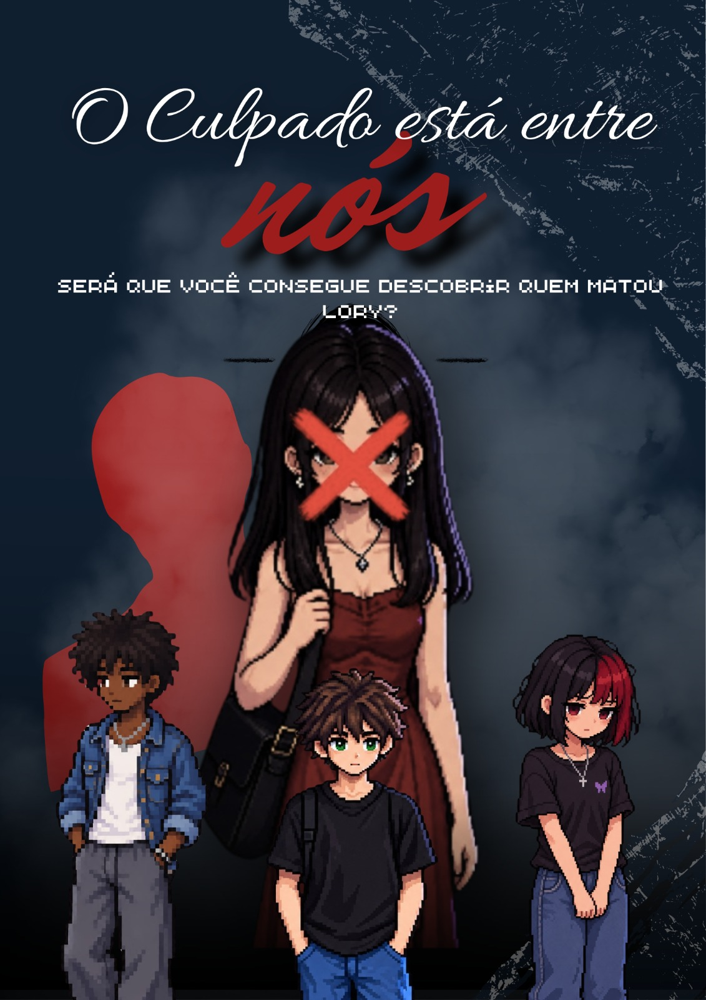 O Culpado está entre
nós
SERÁ QUE VOCÊ CONSEGUE DESCOBRIR QUEM MATOU
LORY?